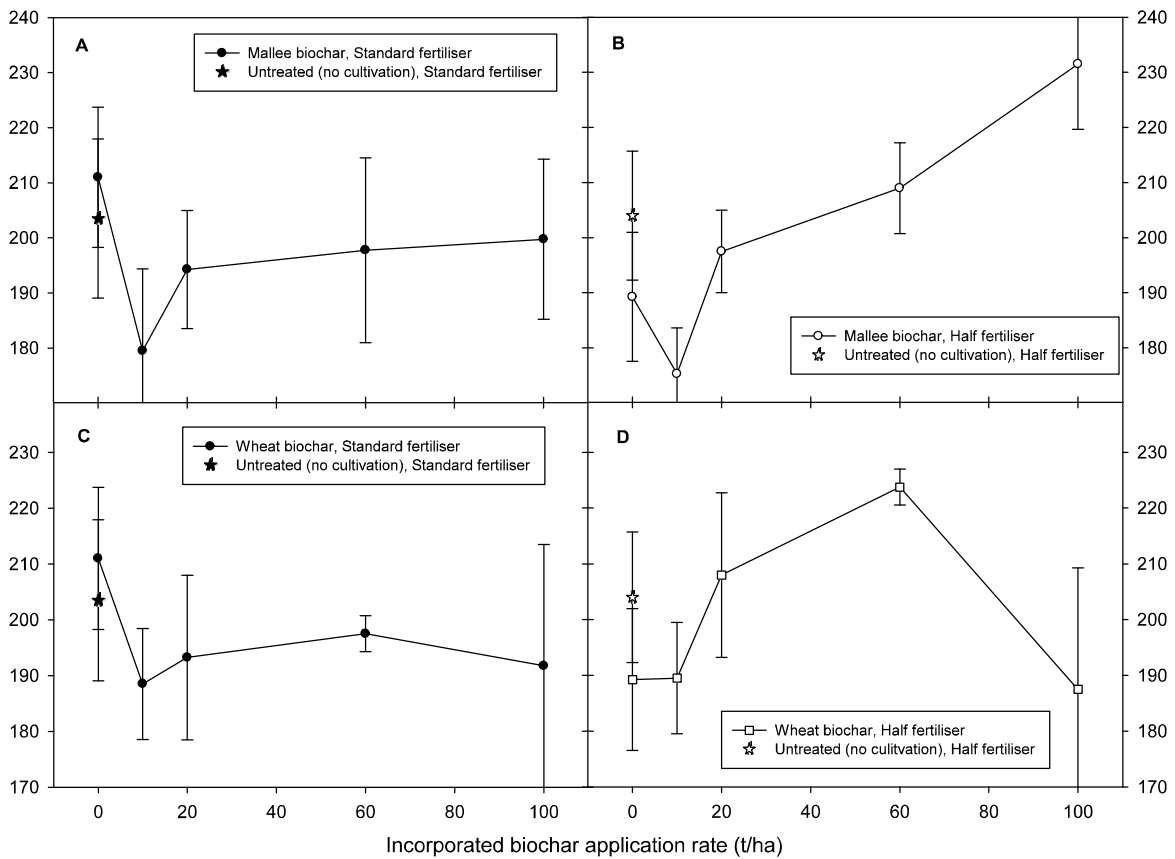 240
230
220
210
200
190
180
A
Mallee biochar, Standard fertiliser
Untreated (no cultivation), Standard fertiliser
B
Mallee biochar, Half fertiliser
Untreated (no cultivation), Half fertiliser
240
230
220
210
200
190
180
230
220
210
200
190
180
170
C
Wheat biochar, Standard fertiliser
Untreated (no cultivation), Standard fertiliser
D
Wheat biochar, Half fertiliser
Untreated (no culitvation), Half fertiliser
230
220
210
200
190
180
170
0 20 40 60 80 100
0 20 40 60 80 100
Incorporated biochar application rate (t/ha)